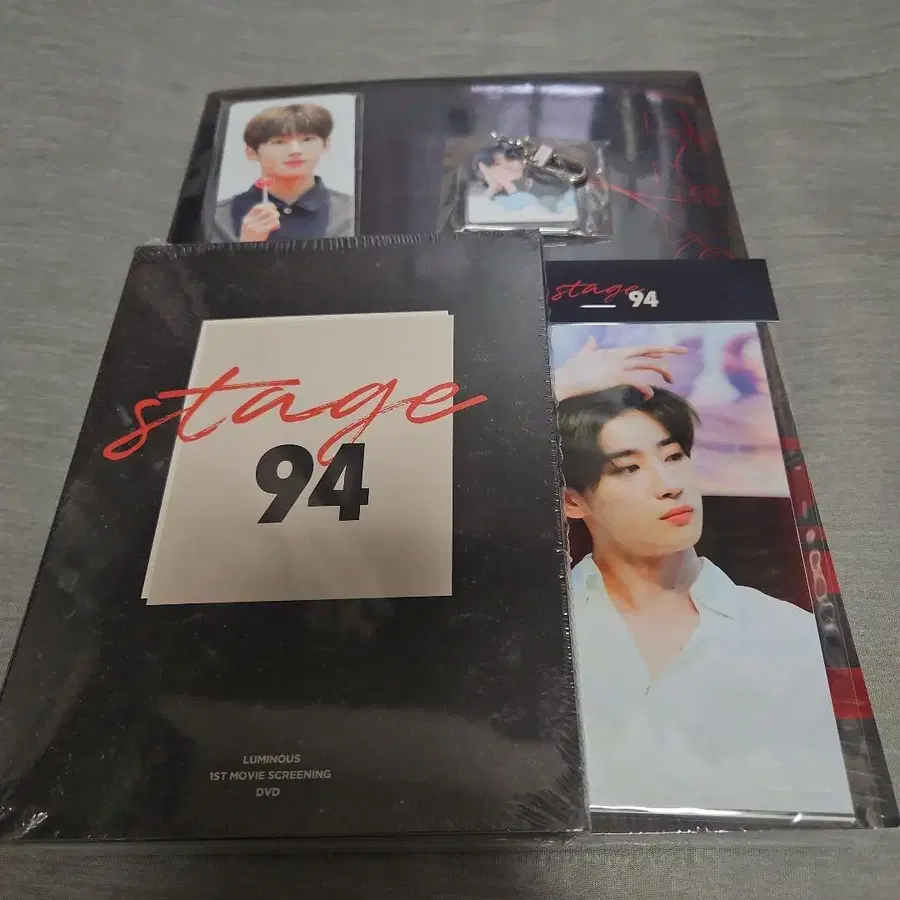 stage
94
stage
94
LUMINOUS
1ST MOVIE SCREENING
DVD